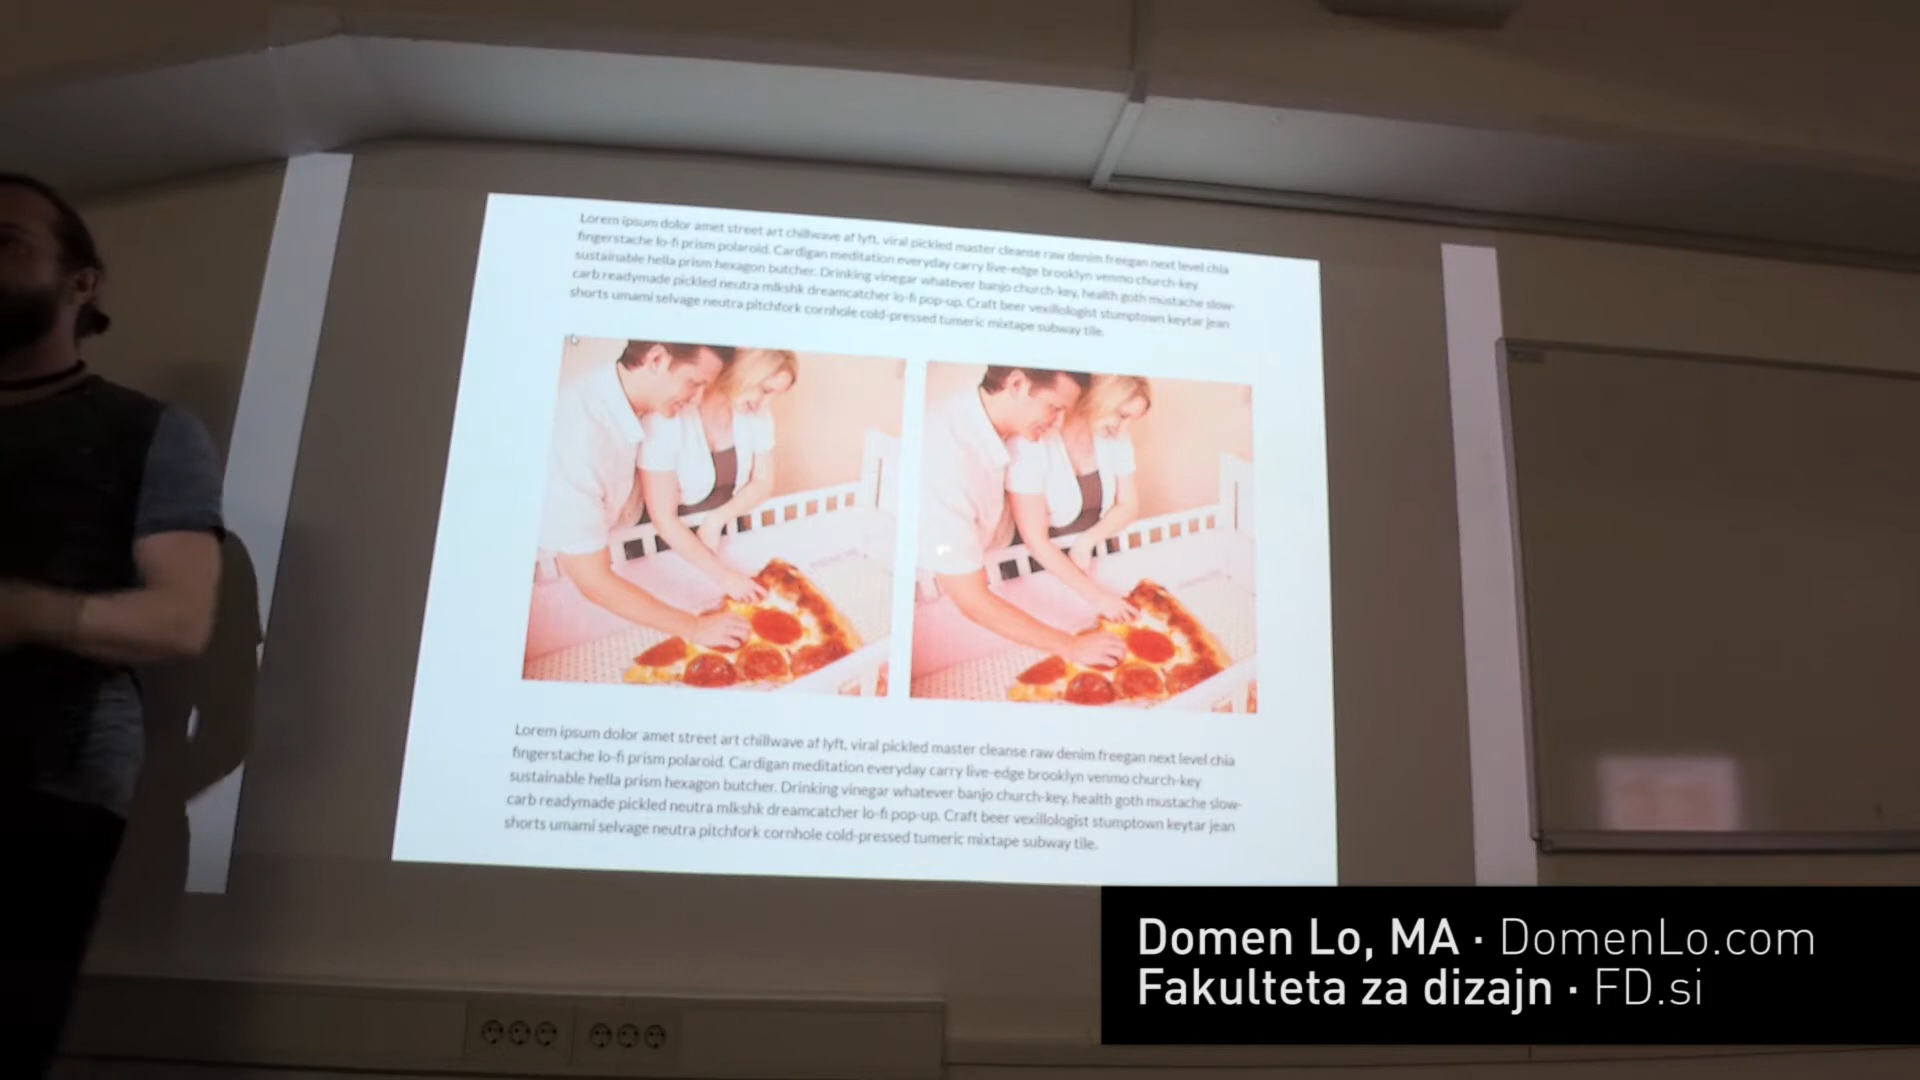 Lorem ipsum dolor amet street art chillwave af lyft, viral pickled master cleanse raw denim freegan next level chia
fingerstache lo-fi prism polaroid. Cardigan meditation everyday carry live-edge brooklyn venmo church-key
sustainable hella prism hexagon butcher. Drinking vinegar whatever banjo church-key, health goth mustache slow-
carb readymade pickled neutra mlkshk dreamcatcher lo-fi pop-up. Craft beer vexillologist stumptown keytar jean
shorts umami selvage neutra pitchfork cornhole cold-pressed tumeric mixtape subway tile.
Lorem ipsum dolor amet street art chillwave af lyft, viral pickled master cleanse raw denim freegan next level chia
fingerstache lo-fi prism polaroid. Cardigan meditation everyday carry live-edge brooklyn venmo church-key
sustainable hella prism hexagon butcher. Drinking vinegar whatever banjo church-key, health goth mustache slow-
carb readymade pickled neutra mlkshk dreamcatcher lo-fi pop-up. Craft beer vexillologist stumptown keytar jean
shorts umami selvage neutra pitchfork cornhole cold-pressed tumeric mixtape subway tile.
Domen Lo, MA · DomenLo.com
Fakulteta za dizajn · FD.si